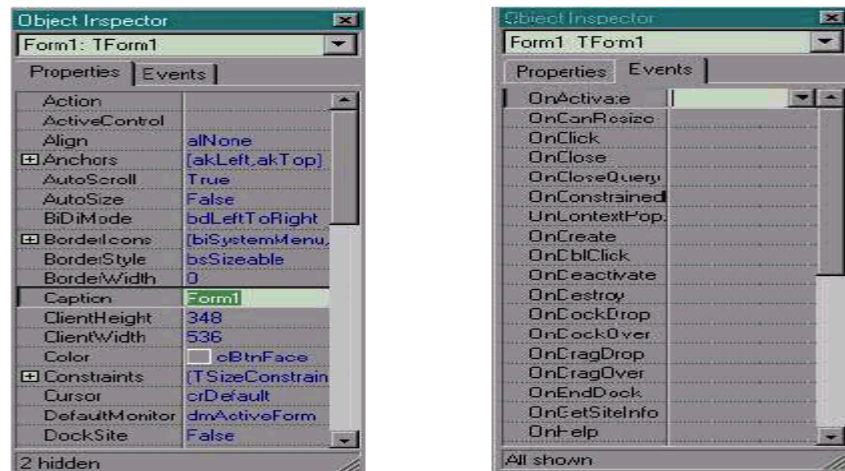 Object Inspector
Form1: TForm1
Properties Events
Action
ActiveControl
Align alNone
Anchors [akLeft,akTop]
AutoScroll True
AutoSize False
BiDiMode bdLeftToRight
BorderIcons [biSystemMenu,
BorderStyle bsSizeable
BorderWidth 0
Caption Form1
ClientHeight 348
ClientWidth 536
Color clBtnFace
Constraints (TSizeConstrain
Cursor crDefault
DefaultMonitor dmActiveForm
DockSite False
2 hidden
Object Inspector
Form1 TForm1
Properties Events
OnActivate
OnCanResize
OnClick
OnClose
OnCloseQuery
OnConstrained
OnContextPop.
OnCreate
OnDblClick
OnDeactivate
OnDestroy
OnDockDrop
OnDockOver
OnDragDrop
OnDragOver
OnEndDock
OnGetSiteInfo
OnHelp
All shown